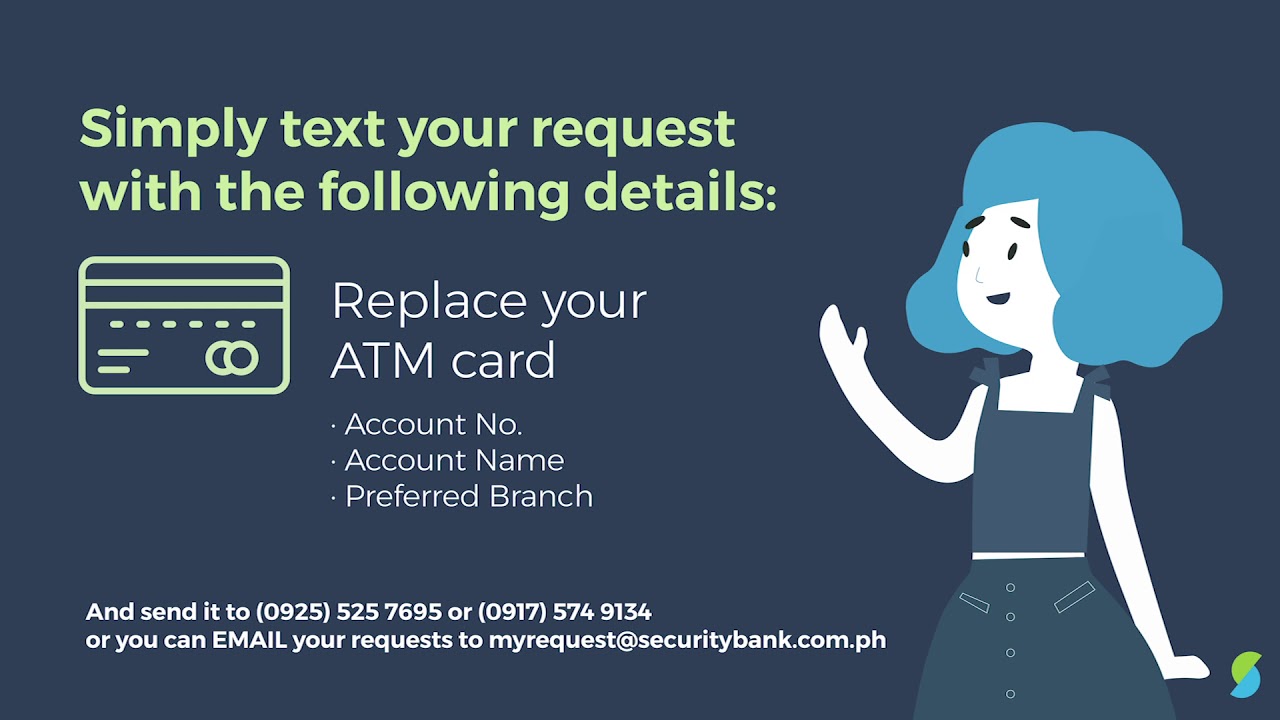 Simply text your request
with the following details:
Replace your
ATM card
· Account No.
· Account Name
· Preferred Branch
And send it to (0925) 525 7695 or (0917) 574 9134
or you can EMAIL your requests to myrequest@securitybank.com.ph